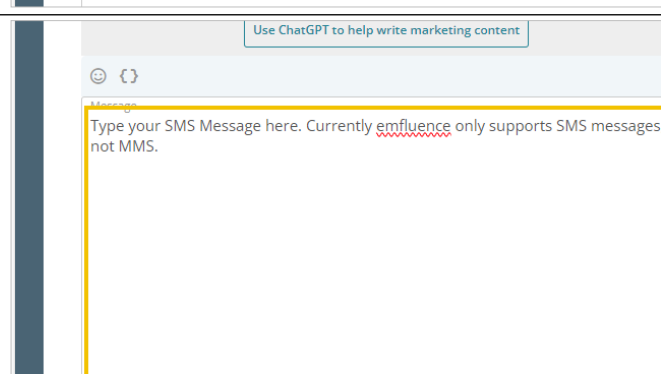 Use ChatGPT to help write marketing content
{}
Message
Type your SMS Message here. Currently emfluence only supports SMS messages
not MMS.